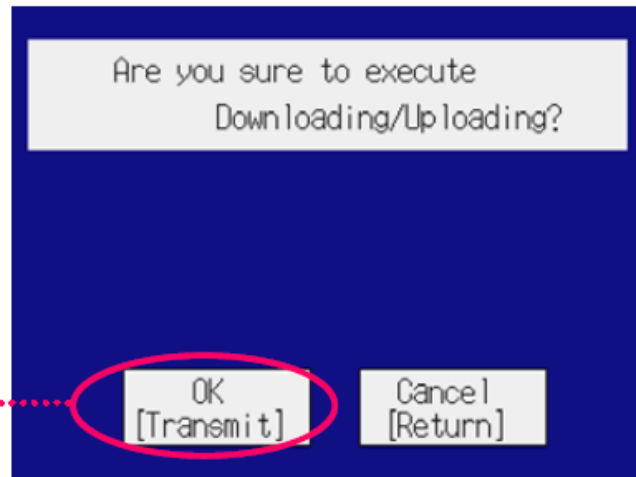 Are you sure to execute
Downloading/Uploading?
OK
[Transmit]
Cancel
[Return]